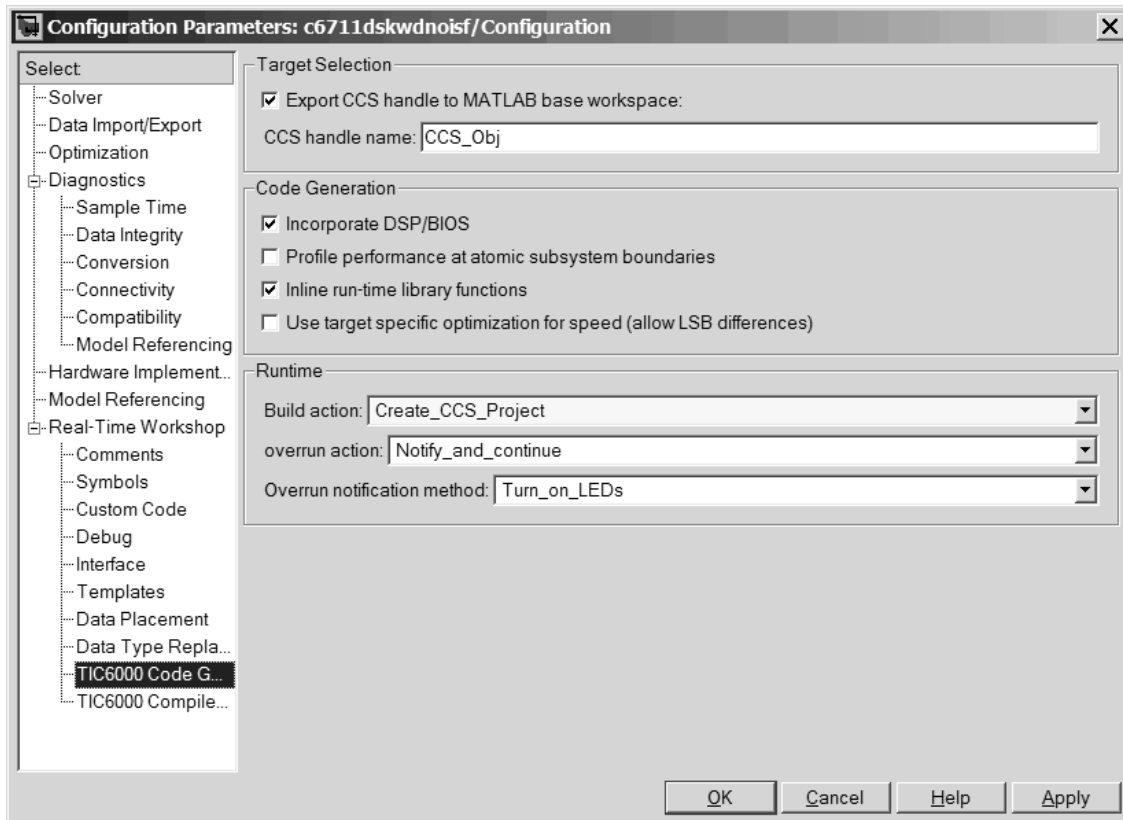 Configuration Parameters: c6711dskwdnoisf/Configuration
Select:
Solver
Data Import/Export
Optimization
Diagnostics
Sample Time
Data Integrity
Conversion
Connectivity
Compatibility
Model Referencing
Hardware Implement...
Model Referencing
Real-Time Workshop
Comments
Symbols
Custom Code
Debug
Interface
Templates
Data Placement
Data Type Repla...
TIC6000 Code G...
TIC6000 Compile...
Target Selection
Export CCS handle to MATLAB base workspace:
CCS handle name: CCS_Obj
Code Generation
Incorporate DSP/BIOS
Profile performance at atomic subsystem boundaries
Inline run-time library functions
Use target specific optimization for speed (allow LSB differences)
Runtime
Build action: Create_CCS_Project
overrun action: Notify_and_continue
Overrun notification method: Turn_on_LEDs
OK Cancel Help Apply